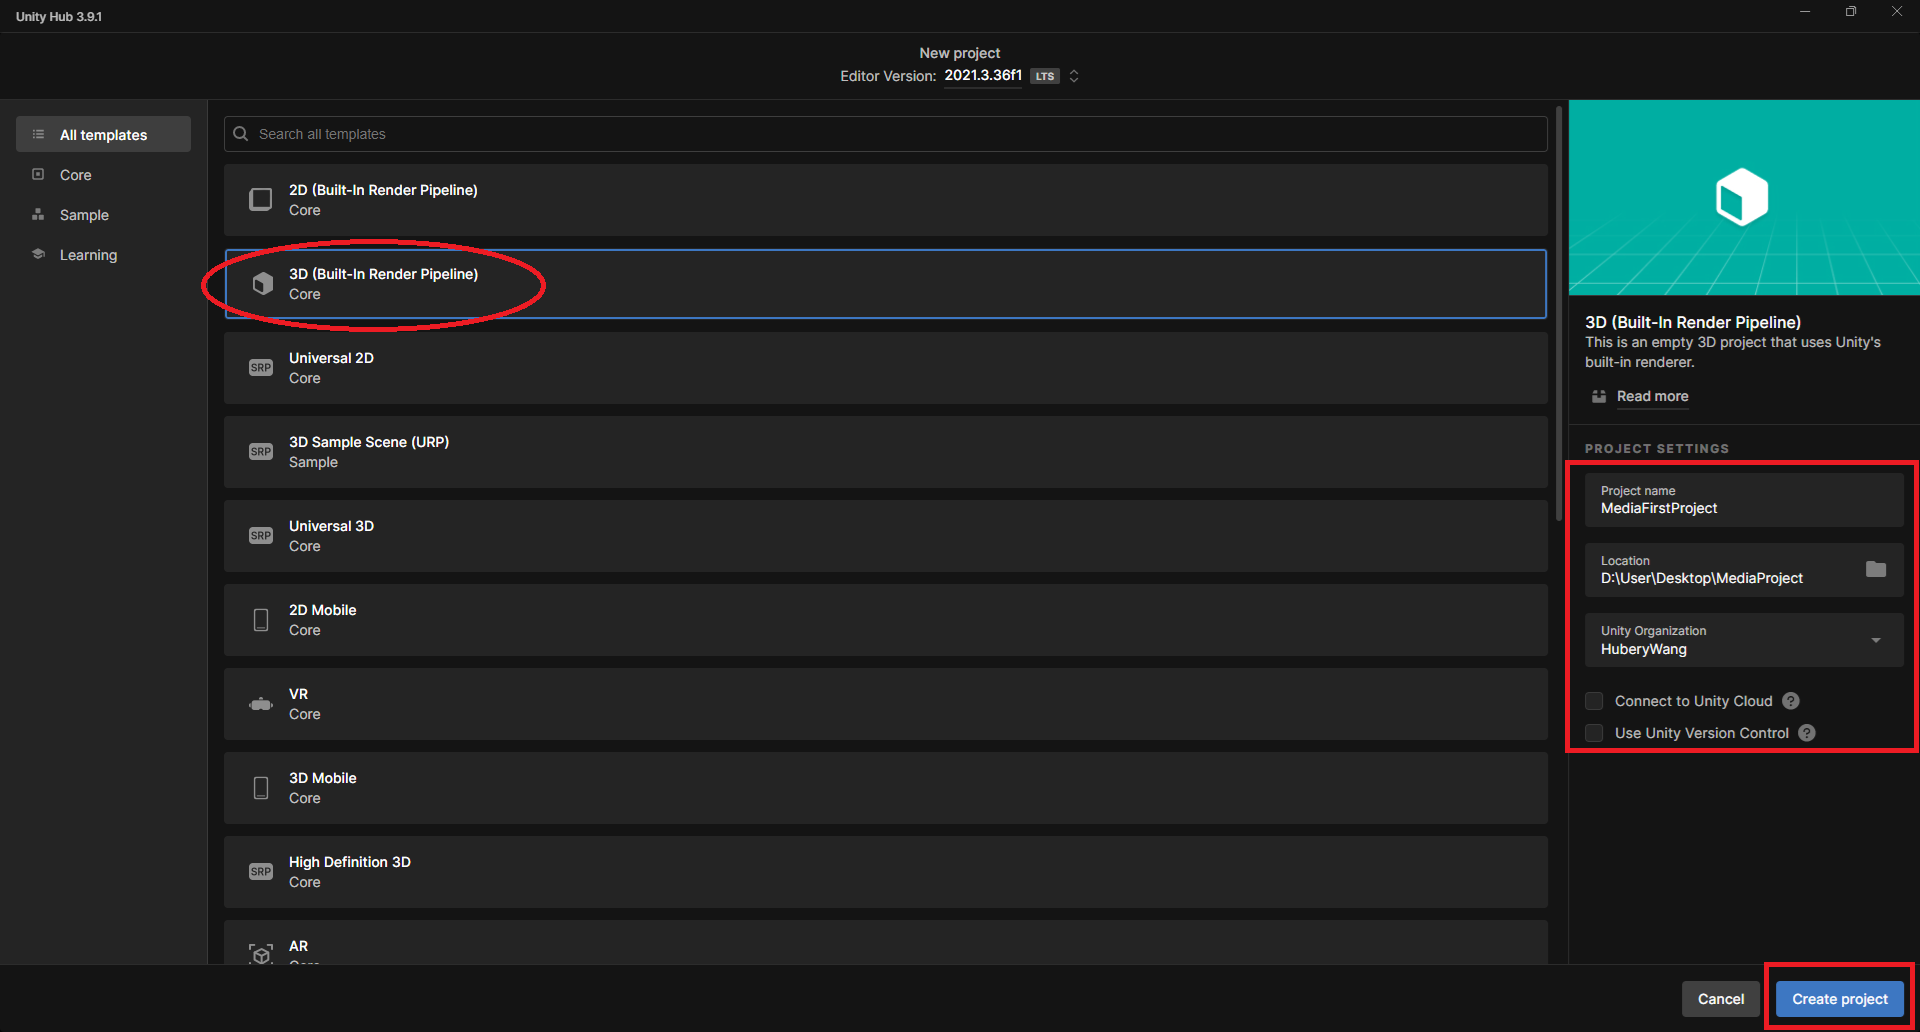 Unity Hub 3.9.1
New project
Editor Version: 2021.3.36f1 LTS
All templates
Core
Sample
Learning
Search all templates
2D (Built-In Render Pipeline)
Core
3D (Built-In Render Pipeline)
Core
Universal 2D
Core
SRP
3D Sample Scene (URP)
Sample
SRP
Universal 3D
Core
SRP
2D Mobile
Core
VR
Core
3D Mobile
Core
High Definition 3D
Core
SRP
AR
3D (Built-In Render Pipeline)
This is an empty 3D project that uses Unity's
built-in renderer.
Read more
PROJECT SETTINGS
Project name
MediaFirstProject
Location
D:\User\Desktop\MediaProject
Unity Organization
HuberyWang
Connect to Unity Cloud ?
Use Unity Version Control ?
Cancel
Create project